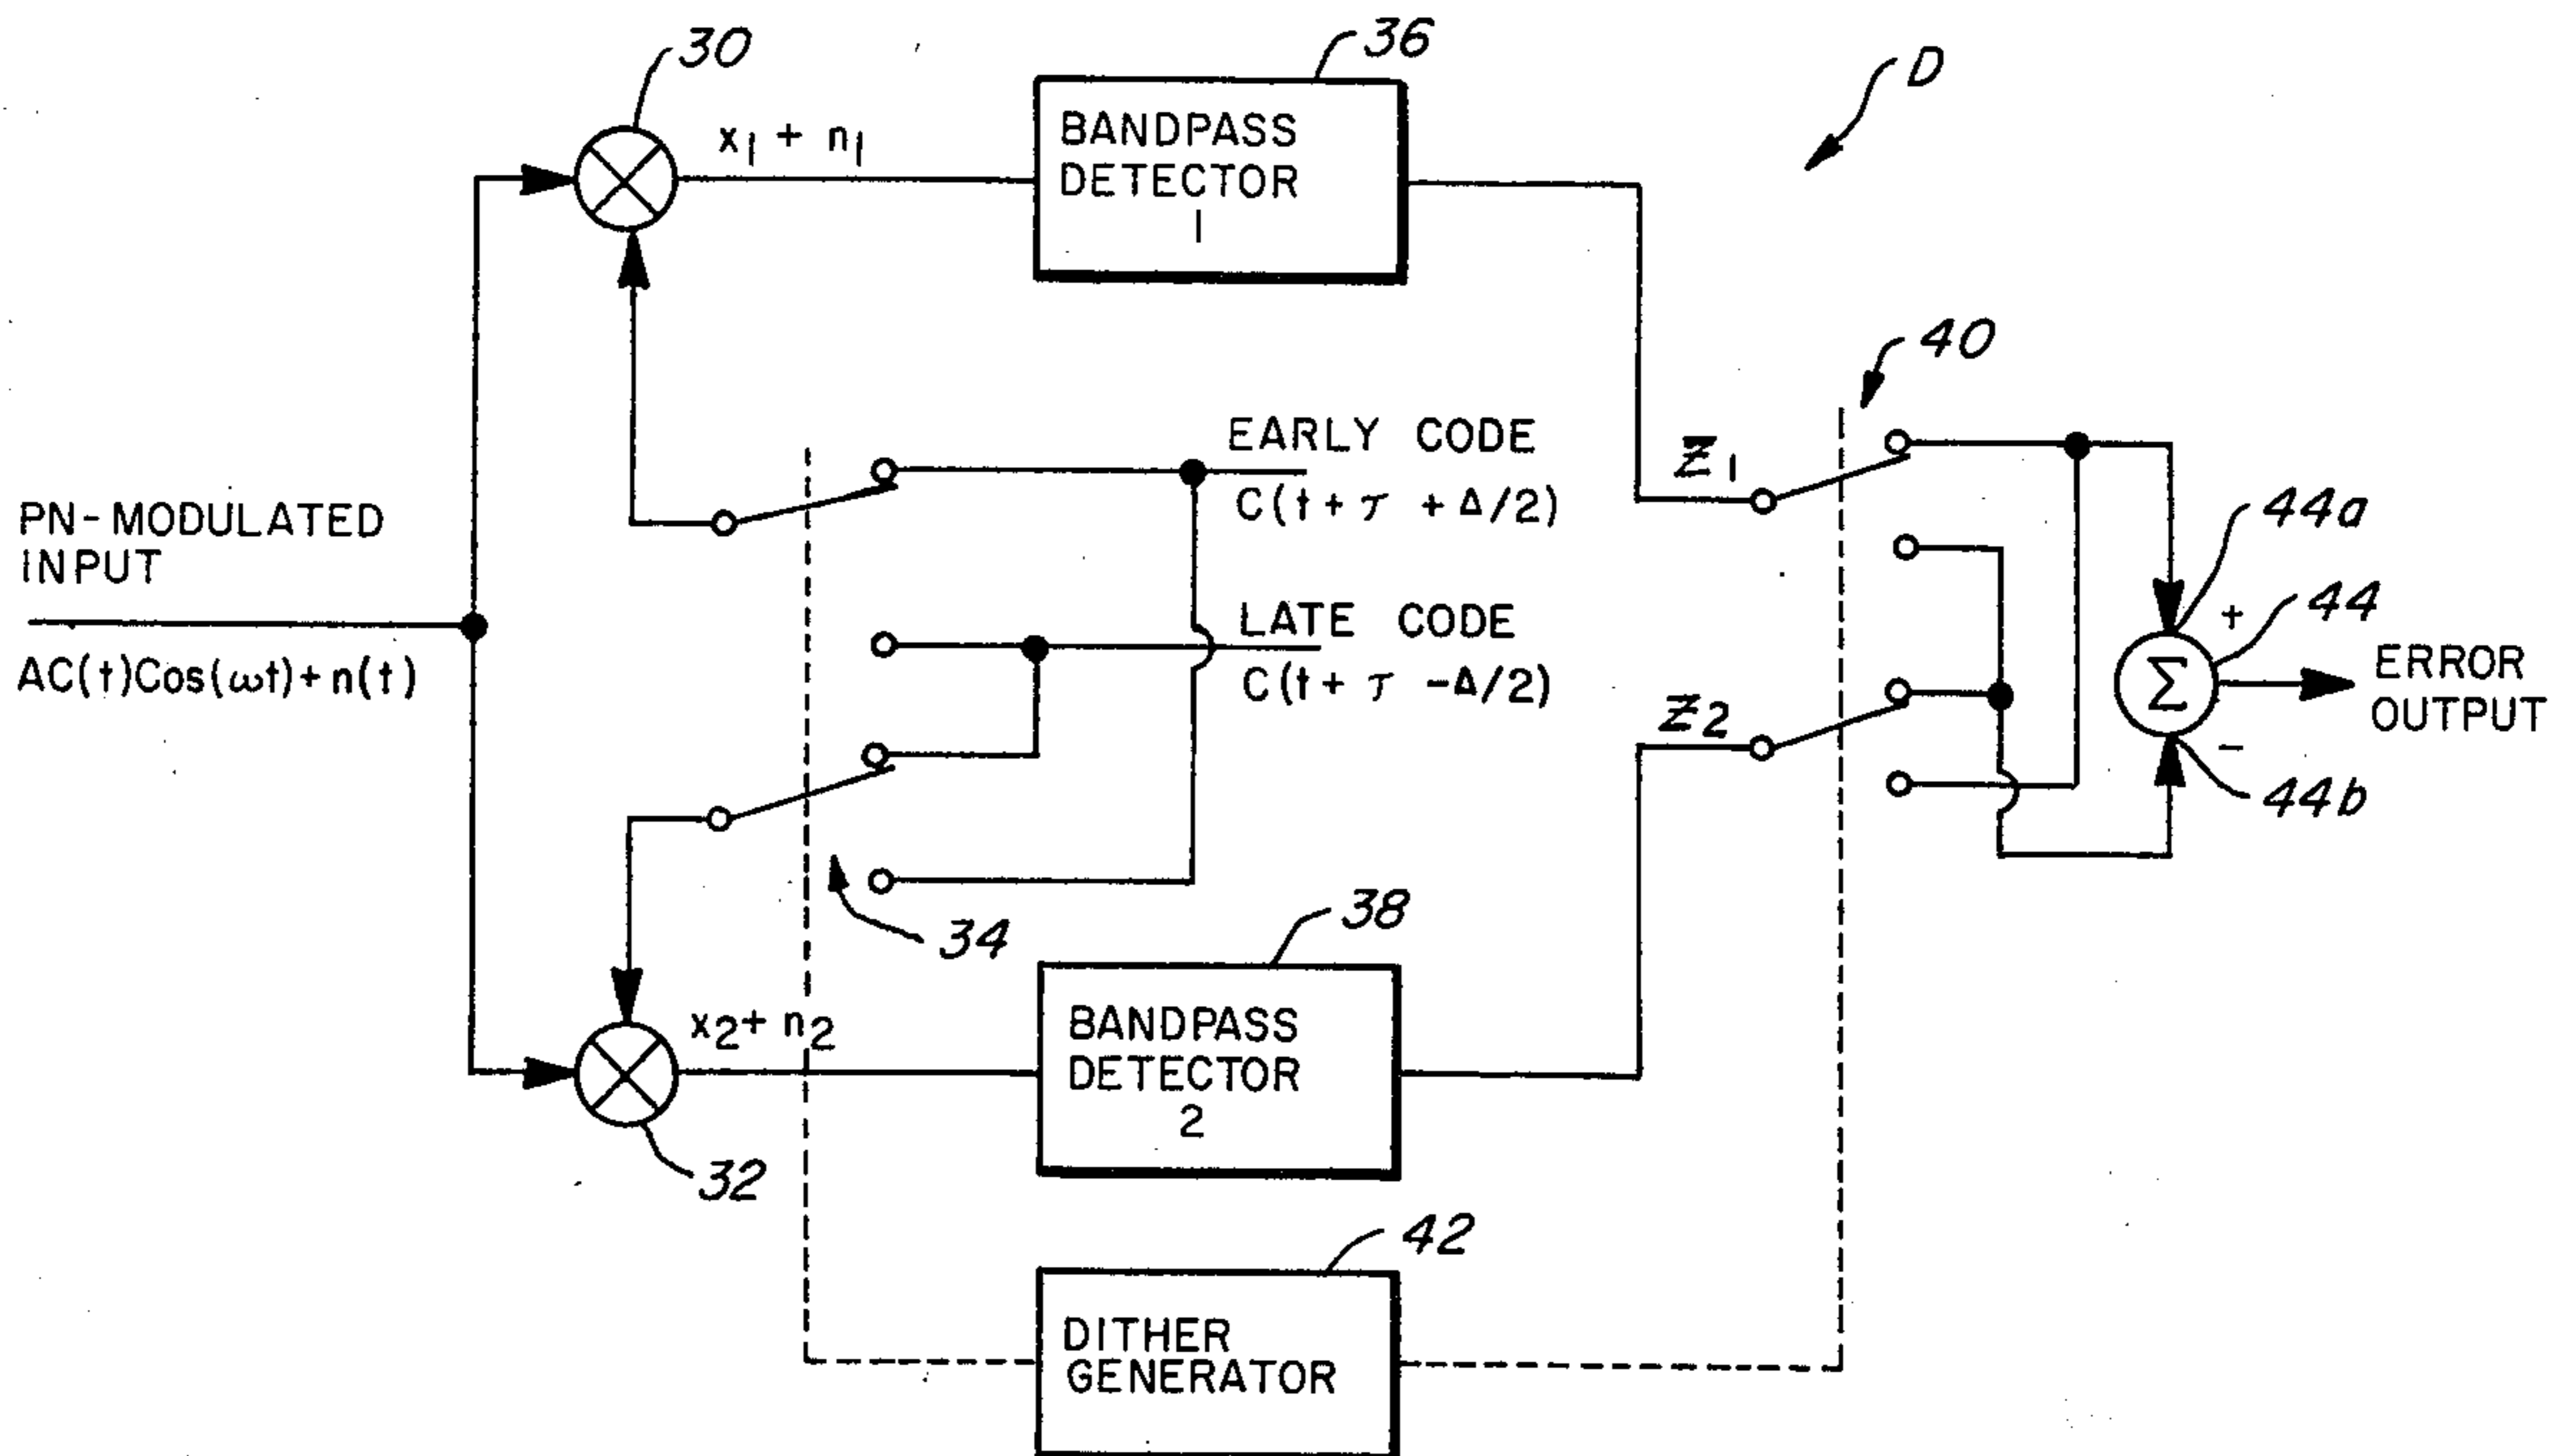 30
36
D
x₁ + n₁
BANDPASS
DETECTOR
1
40
EARLY CODE
C(t + τ + Δ/2)
Z₁
44a
PN-MODULATED
INPUT
+
44
LATE CODE
C(t + τ - Δ/2)
Σ
ERROR
OUTPUT
AC(t)Cos(ωt)+n(t)
Z₂
−
44b
34
38
x₂+ n₂
BANDPASS
DETECTOR
2
32
42
DITHER
GENERATOR